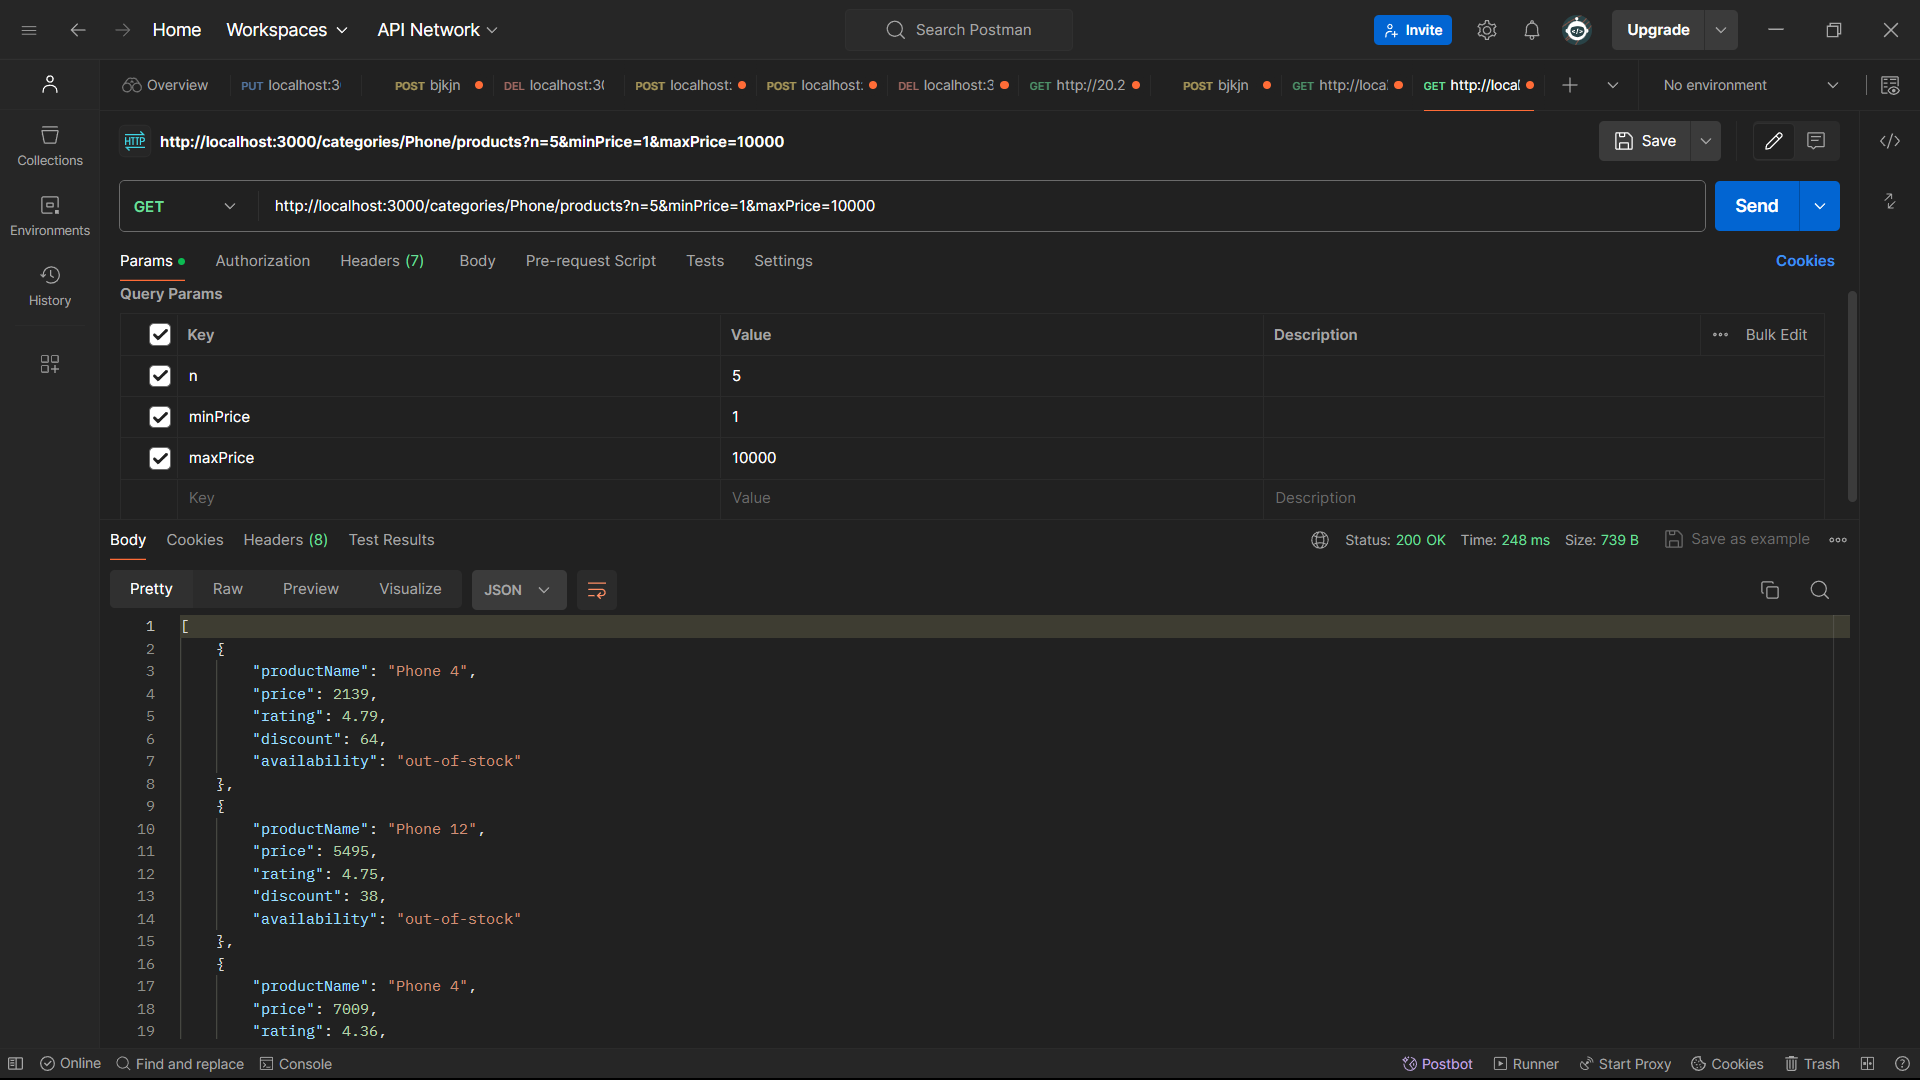 Home Workspaces API Network Search Postman Invite Upgrade
Overview PUT localhost:3 POST bjkjn DEL localhost:30 POST localhost: POST localhost: DEL localhost:3 GET http://20.2 POST bjkjn GET http://loca GET http://local No environment
HTTP http://localhost:3000/categories/Phone/products?n=5&minPrice=1&maxPrice=10000 Save
Collections
GET http://localhost:3000/categories/Phone/products?n=5&minPrice=1&maxPrice=10000 Send
Environments
Params Authorization Headers (7) Body Pre-request Script Tests Settings Cookies
History
Query Params
Key Value Description Bulk Edit
n 5
minPrice 1
maxPrice 10000
Key Value Description
Body Cookies Headers (8) Test Results Status: 200 OK Time: 248 ms Size: 739 B Save as example
Pretty Raw Preview Visualize JSON
1 [
2 {
3 "productName": "Phone 4",
4 "price": 2139,
5 "rating": 4.79,
6 "discount": 64,
7 "availability": "out-of-stock"
8 },
9 {
10 "productName": "Phone 12",
11 "price": 5495,
12 "rating": 4.75,
13 "discount": 38,
14 "availability": "out-of-stock"
15 },
16 {
17 "productName": "Phone 4",
18 "price": 7009,
19 "rating": 4.36,
Online Find and replace Console Postbot Runner Start Proxy Cookies Trash